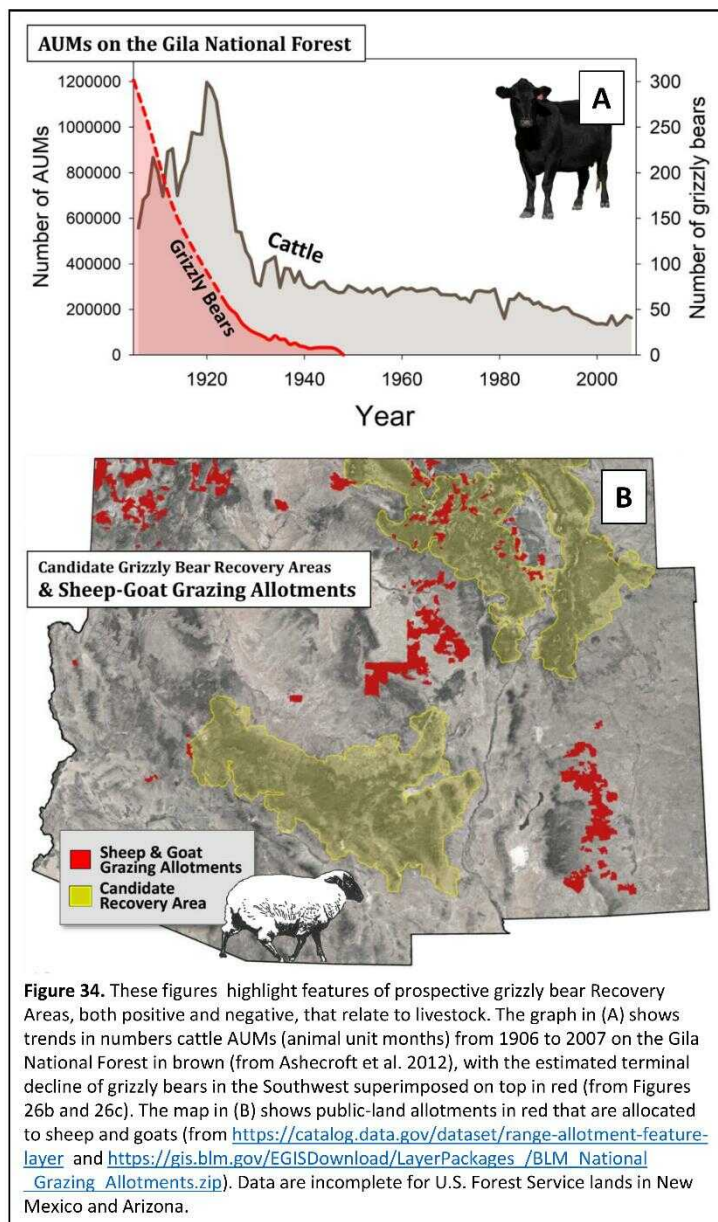 AUMs on the Gila National Forest
A
1200000
1000000
800000
600000
400000
200000
0
Number of AUMs
300
250
200
150
100
50
0
Number of grizzly bears
Cattle
Grizzly Bears
1920
1940
1960
1980
2000
Year
B
Candidate Grizzly Bear Recovery Areas
& Sheep-Goat Grazing Allotments
Sheep & Goat
Grazing Allotments
Candidate
Recovery Area
Figure 34. These figures highlight features of prospective grizzly bear Recovery
Areas, both positive and negative, that relate to livestock. The graph in (A) shows
trends in numbers cattle AUMs (animal unit months) from 1906 to 2007 on the Gila
National Forest in brown (from Ashecroft et al. 2012), with the estimated terminal
decline of grizzly bears in the Southwest superimposed on top in red (from Figures
26b and 26c). The map in (B) shows public-land allotments in red that are allocated
to sheep and goats (from https://catalog.data.gov/dataset/range-allotment-feature-
layer and https://gis.blm.gov/EGISDownload/LayerPackages_/BLM_National
_Grazing_Allotments.zip). Data are incomplete for U.S. Forest Service lands in New
Mexico and Arizona.